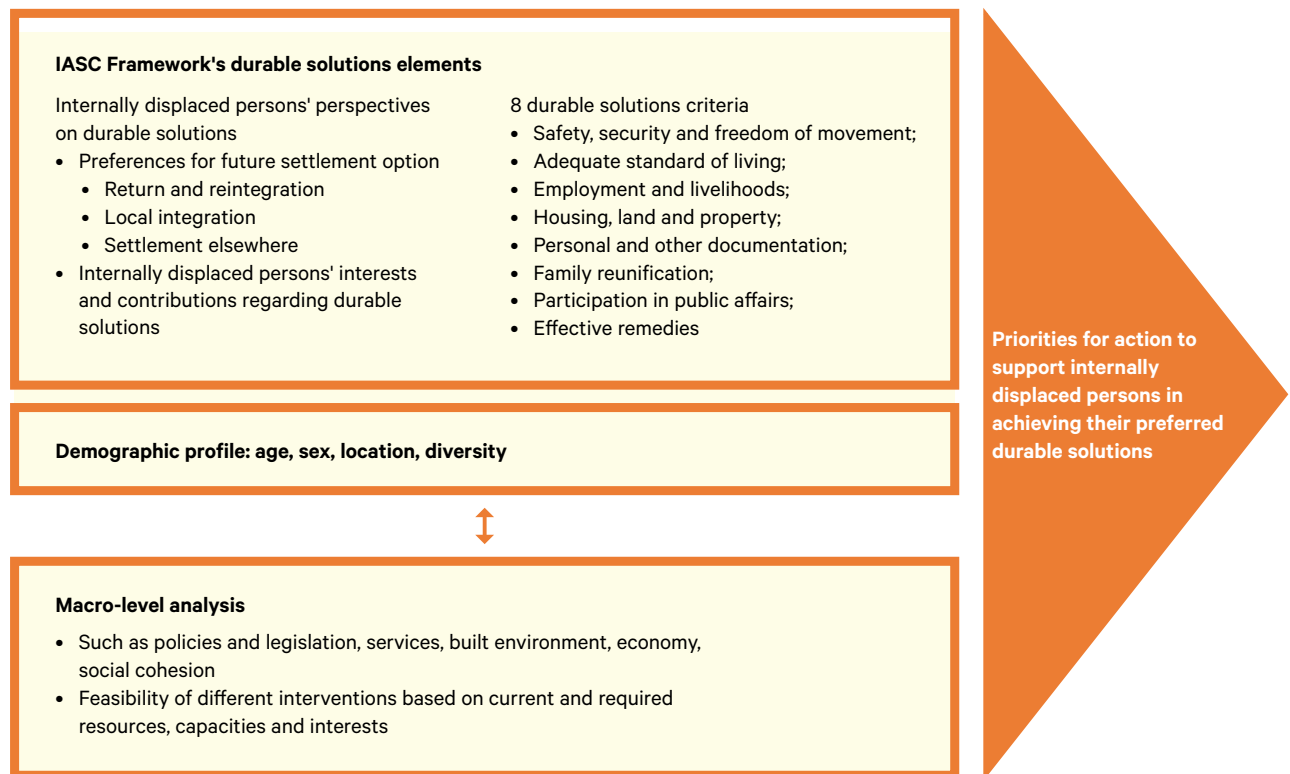 IASC Framework's durable solutions elements
Internally displaced persons' perspectives
on durable solutions
• Preferences for future settlement option
• Return and reintegration
• Local integration
• Settlement elsewhere
• Internally displaced persons' interests
and contributions regarding durable
solutions
8 durable solutions criteria
• Safety, security and freedom of movement;
• Adequate standard of living;
• Employment and livelihoods;
• Housing, land and property;
• Personal and other documentation;
• Family reunification;
• Participation in public affairs;
• Effective remedies
Demographic profile: age, sex, location, diversity
Macro-level analysis
• Such as policies and legislation, services, built environment, economy,
social cohesion
• Feasibility of different interventions based on current and required
resources, capacities and interests
Priorities for action to
support internally
displaced persons in
achieving their preferred
durable solutions